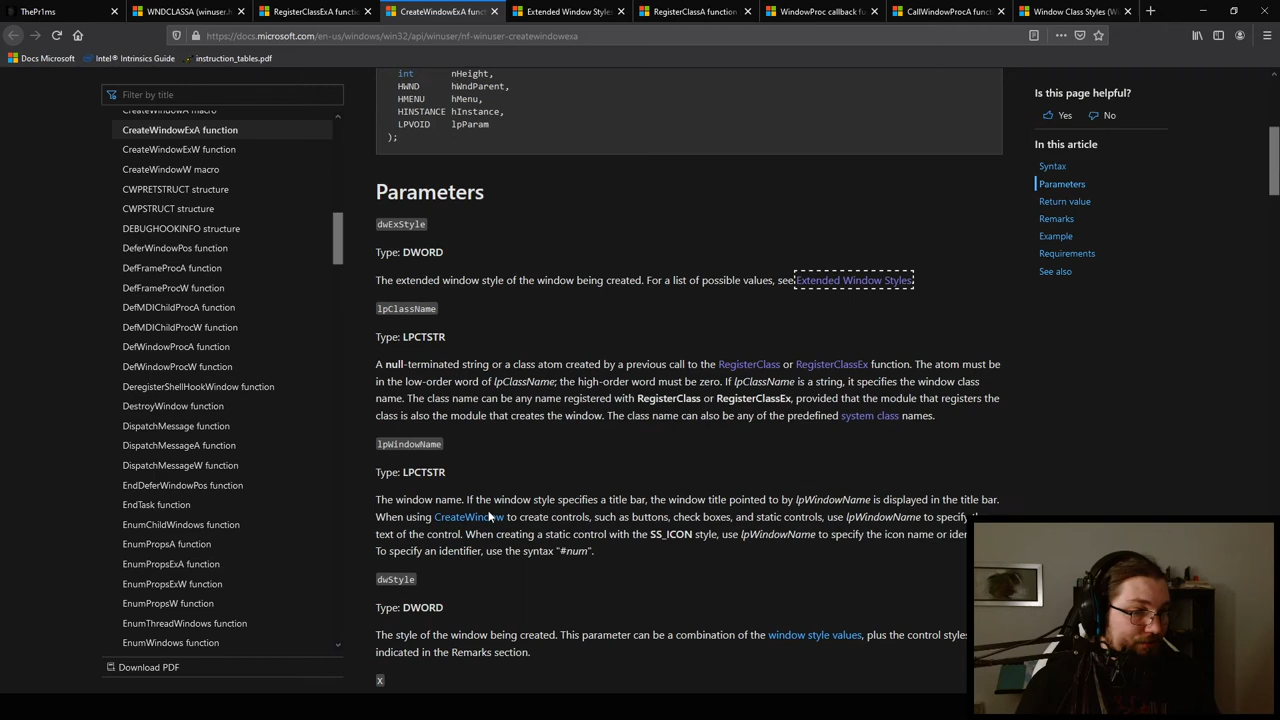 ThePr1ms
WNDCLASSA (winuser.h
RegisterClassExA functio
CreateWindowExA func
Extended Window Styles
RegisterClassA function
WindowProc callback fu
CallWindowProcA functi
Window Class Styles (Wi
https://docs.microsoft.com/en-us/windows/win32/api/winuser/nf-winuser-createwindowexa
Docs Microsoft
Intel® Intrinsics Guide
instruction_tables.pdf
Filter by title
CreateWindowA macro
CreateWindowExA function
CreateWindowExW function
CreateWindowW macro
CWPRETSTRUCT structure
CWPSTRUCT structure
DEBUGHOOKINFO structure
DeferWindowPos function
DefFrameProcA function
DefFrameProcW function
DefMDIChildProcA function
DefMDIChildProcW function
DefWindowProcA function
DefWindowProcW function
DeregisterShellHookWindow function
DestroyWindow function
DispatchMessage function
DispatchMessageA function
DispatchMessageW function
EndDeferWindowPos function
EndTask function
EnumChildWindows function
EnumPropsA function
EnumPropsExA function
EnumPropsExW function
EnumPropsW function
EnumThreadWindows function
EnumWindows function
Download PDF
int nHeight,
HWND hWndParent,
HMENU hMenu,
HINSTANCE hInstance,
LPVOID lpParam
);
Parameters
dwExStyle
Type: DWORD
The extended window style of the window being created. For a list of possible values, see Extended Window Styles.
lpClassName
Type: LPCTSTR
A null-terminated string or a class atom created by a previous call to the RegisterClass or RegisterClassEx function. The atom must be
in the low-order word of lpClassName; the high-order word must be zero. If lpClassName is a string, it specifies the window class
name. The class name can be any name registered with RegisterClass or RegisterClassEx, provided that the module that registers the
class is also the module that creates the window. The class name can also be any of the predefined system class names.
lpWindowName
Type: LPCTSTR
The window name. If the window style specifies a title bar, the window title pointed to by lpWindowName is displayed in the title bar.
When using CreateWindow to create controls, such as buttons, check boxes, and static controls, use lpWindowName to specify
text of the control. When creating a static control with the SS_ICON style, use lpWindowName to specify the icon name or
To specify an identifier, use the syntax "#num".
dwStyle
Type: DWORD
The style of the window being created. This parameter can be a combination of the window style values, plus the control styles
indicated in the Remarks section.
X
Is this page helpful?
Yes No
In this article
Syntax
Parameters
Return value
Remarks
Example
Requirements
See also